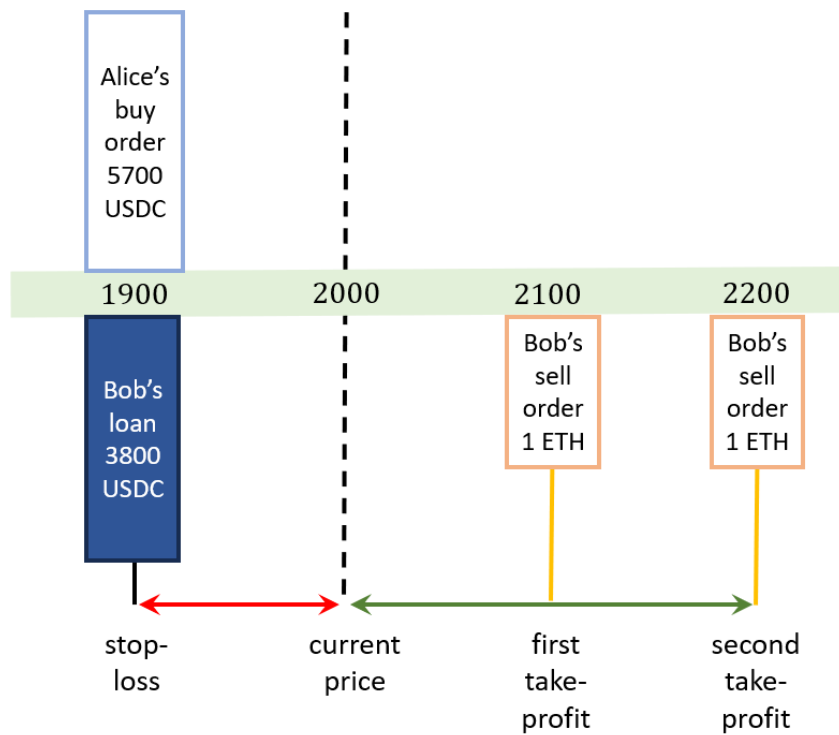 Alice's
buy
order
5700
USDC
1900
2000
2100
2200
Bob's
loan
3800
USDC
Bob's
sell
order
1 ETH
Bob's
sell
order
1 ETH
stop-
loss
current
price
first
take-
profit
second
take-
profit